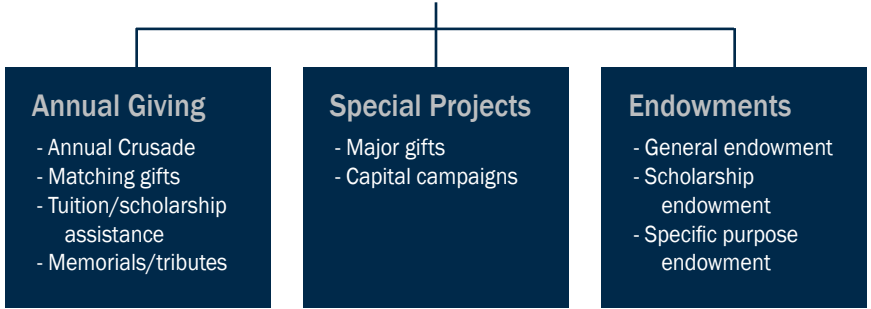 Annual Giving
- Annual Crusade
- Matching gifts
- Tuition/scholarship
assistance
- Memorials/tributes
Special Projects
- Major gifts
- Capital campaigns
Endowments
- General endowment
- Scholarship
endowment
- Specific purpose
endowment